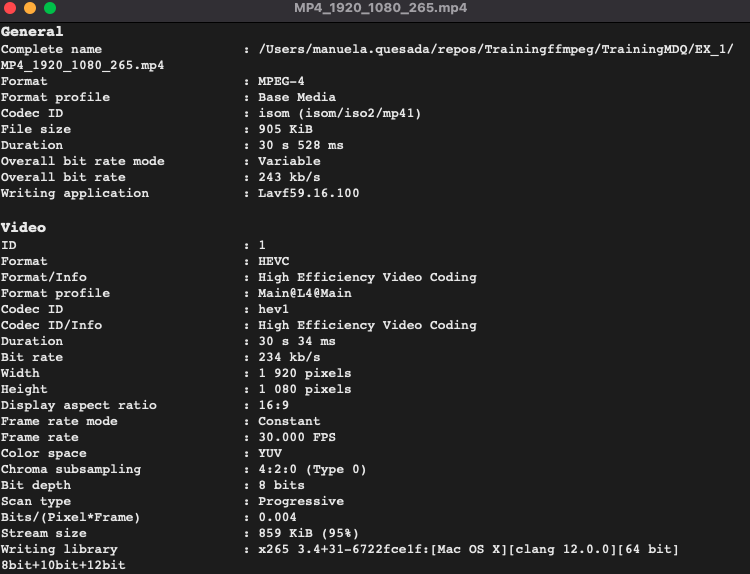 MP4_1920_1080_265.mp4
General
Complete name : /Users/manuela.quesada/repos/Trainingffmpeg/TrainingMDQ/EX_1/
MP4_1920_1080_265.mp4
Format : MPEG-4
Format profile : Base Media
Codec ID : isom (isom/iso2/mp41)
File size : 905 KiB
Duration : 30 s 528 ms
Overall bit rate mode : Variable
Overall bit rate : 243 kb/s
Writing application : Lavf59.16.100
Video
ID : 1
Format : HEVC
Format/Info : High Efficiency Video Coding
Format profile : Main@L4@Main
Codec ID : hev1
Codec ID/Info : High Efficiency Video Coding
Duration : 30 s 34 ms
Bit rate : 234 kb/s
Width : 1 920 pixels
Height : 1 080 pixels
Display aspect ratio : 16:9
Frame rate mode : Constant
Frame rate : 30.000 FPS
Color space : YUV
Chroma subsampling : 4:2:0 (Type 0)
Bit depth : 8 bits
Scan type : Progressive
Bits/(Pixel*Frame) : 0.004
Stream size : 859 KiB (95%)
Writing library : x265 3.4+31-6722fce1f:[Mac OS X][clang 12.0.0][64 bit]
8bit+10bit+12bit